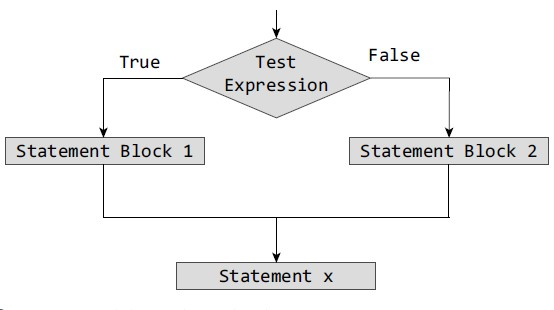 True
False
Test
Expression
Statement Block 1
Statement Block 2
Statement x